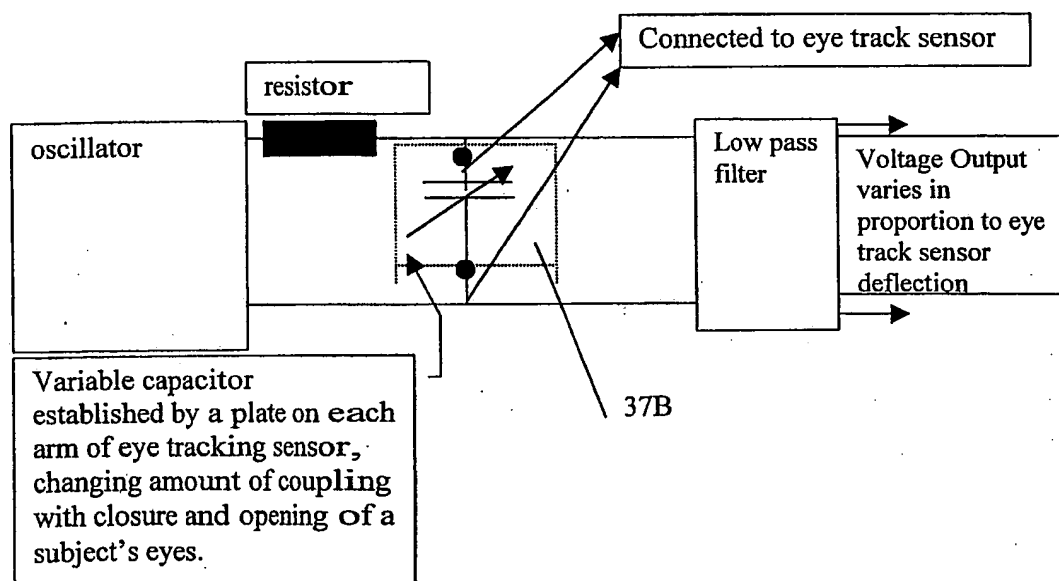 Connected to eye track sensor
resistor
oscillator
Low pass
filter
Voltage Output
varies in
proportion to eye
track sensor
deflection
Variable capacitor
established by a plate on each
arm of eye tracking sensor,
changing amount of coupling
with closure and opening of a
subject's eyes.
37B